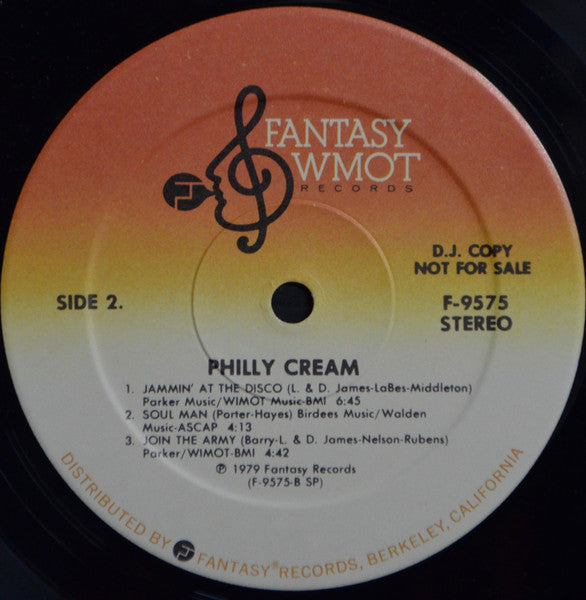 FANTASY
WMOT
RECORDS
D.J. COPY
NOT FOR SALE
SIDE 2.
F-9575
STEREO
PHILLY CREAM
1. JAMMIN' AT THE DISCO (L. & D. James-LaBes-Middleton)
Parker Music/WIMOT Music-BMI 6:45
2. SOUL MAN (Porter-Hayes) Birdees Music/Walden
Music-ASCAP 4:13
3. JOIN THE ARMY (Barry-L. & D. James-Nelson-Rubens)
Parker/WIMOT-BMI 4:42
℗ 1979 Fantasy Records
(F-9575-B SP)
DISTRIBUTED BY FANTASY® RECORDS, BERKELEY, CALIFORNIA